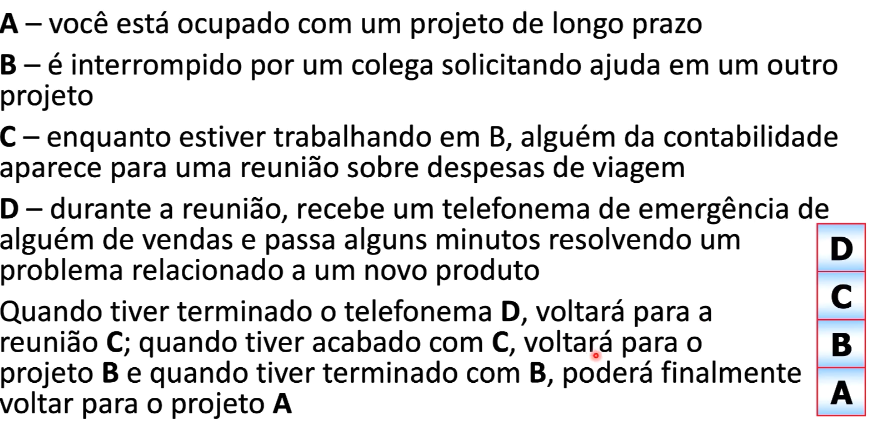 A – você está ocupado com um projeto de longo prazo
B – é interrompido por um colega solicitando ajuda em um outro
projeto
C – enquanto estiver trabalhando em B, alguém da contabilidade
aparece para uma reunião sobre despesas de viagem
D – durante a reunião, recebe um telefonema de emergência de
alguém de vendas e passa alguns minutos resolvendo um
problema relacionado a um novo produto
Quando tiver terminado o telefonema D, voltará para a
reunião C; quando tiver acabado com C, voltará para o
projeto B e quando tiver terminado com B, poderá finalmente
voltar para o projeto A
D
C
B
A